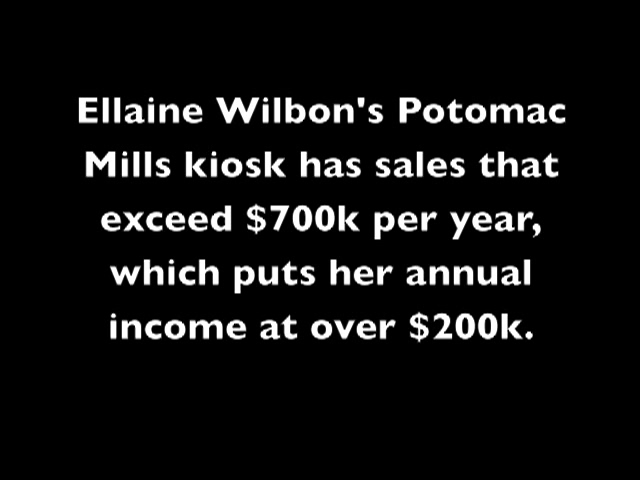 Ellaine Wilbon's Potomac
Mills kiosk has sales that
exceed $700k per year,
which puts her annual
income at over $200k.